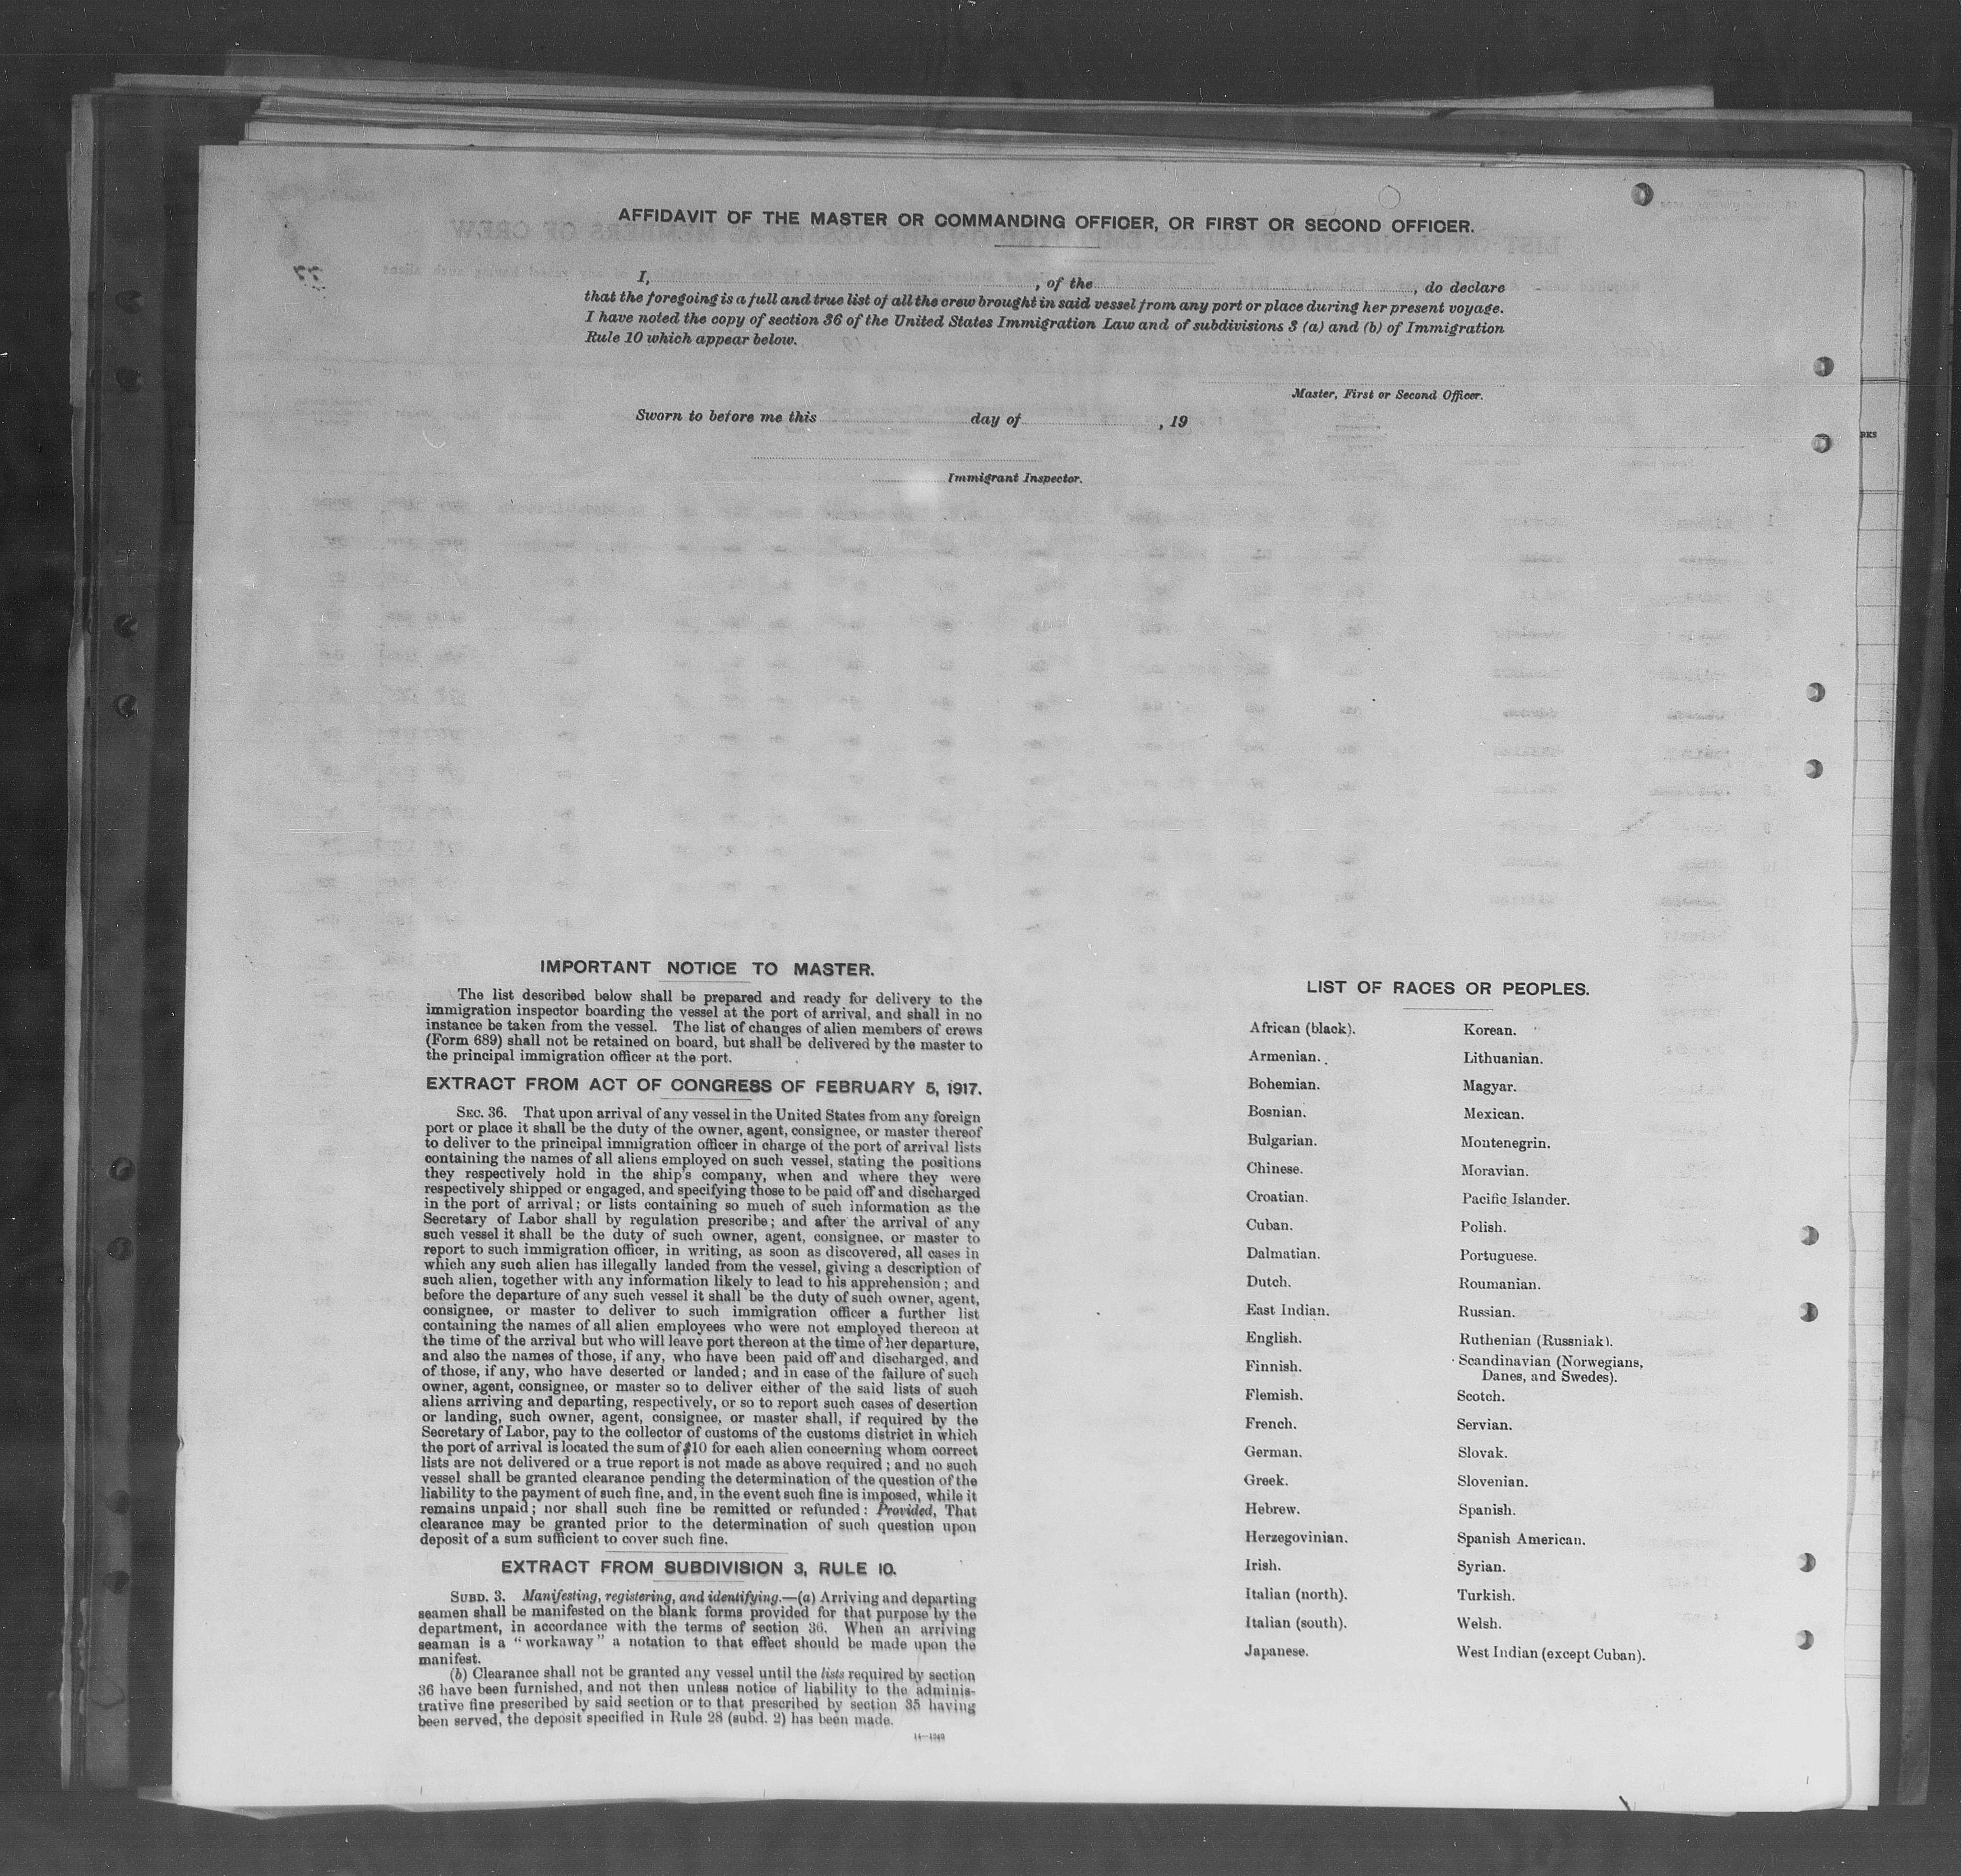 AFFIDAVIT OF THE MASTER OR COMMANDING OFFICER, OR FIRST OR SECOND OFFICER.
I, , of the , do declare
that the foregoing is a full and true list of all the crew brought in said vessel from any port or place during her present voyage.
I have noted the copy of section 36 of the United States Immigration Law and of subdivisions 3 (a) and (b) of Immigration
Rule 10 which appear below.
Master, First or Second Officer.
Sworn to before me this day of , 19
Immigrant Inspector.
IMPORTANT NOTICE TO MASTER.
The list described below shall be prepared and ready for delivery to the
immigration inspector boarding the vessel at the port of arrival, and shall in no
instance be taken from the vessel. The list of changes of alien members of crews
(Form 689) shall not be retained on board, but shall be delivered by the master to
the principal immigration officer at the port.
EXTRACT FROM ACT OF CONGRESS OF FEBRUARY 5, 1917.
SEC. 36. That upon arrival of any vessel in the United States from any foreign
port or place it shall be the duty of the owner, agent, consignee, or master thereof
to deliver to the principal immigration officer in charge of the port of arrival lists
containing the names of all aliens employed on such vessel, stating the positions
they respectively hold in the ship's company, when and where they were
respectively shipped or engaged, and specifying those to be paid off and discharged
in the port of arrival; or lists containing so much of such information as the
Secretary of Labor shall by regulation prescribe; and after the arrival of any
such vessel it shall be the duty of such owner, agent, consignee, or master to
report to such immigration officer, in writing, as soon as discovered, all cases in
which any such alien has illegally landed from the vessel, giving a description of
such alien, together with any information likely to lead to his apprehension; and
before the departure of any such vessel it shall be the duty of such owner, agent,
consignee, or master to deliver to such immigration officer a further list
containing the names of all alien employees who were not employed thereon at
the time of the arrival but who will leave port thereon at the time of her departure,
and also the names of those, if any, who have been paid off and discharged, and
of those, if any, who have deserted or landed; and in case of the failure of such
owner, agent, consignee, or master so to deliver either of the said lists of such
aliens arriving and departing, respectively, or so to report such cases of desertion
or landing, such owner, agent, consignee, or master shall, if required by the
Secretary of Labor, pay to the collector of customs of the customs district in which
the port of arrival is located the sum of $10 for each alien concerning whom correct
lists are not delivered or a true report is not made as above required; and no such
vessel shall be granted clearance pending the determination of the question of the
liability to the payment of such fine, and, in the event such fine is imposed, while it
remains unpaid; nor shall such fine be remitted or refunded: Provided, That
clearance may be granted prior to the determination of such question upon
deposit of a sum sufficient to cover such fine.
EXTRACT FROM SUBDIVISION 3, RULE 10.
SUBD. 3. Manifesting, registering, and identifying.—(a) Arriving and departing
seamen shall be manifested on the blank forms provided for that purpose by the
department, in accordance with the terms of section 36. When an arriving
seaman is a "workaway" a notation to that effect should be made upon the
manifest.
(b) Clearance shall not be granted any vessel until the lists required by section
36 have been furnished, and not then unless notice of liability to the adminis-
trative fine prescribed by said section or to that prescribed by section 35 having
been served, the deposit specified in Rule 28 (subd. 2) has been made.
14—1249
LIST OF RACES OR PEOPLES.
African (black).
Armenian.
Bohemian.
Bosnian.
Bulgarian.
Chinese.
Croatian.
Cuban.
Dalmatian.
Dutch.
East Indian.
English.
Finnish.
Flemish.
French.
German.
Greek.
Hebrew.
Herzegovinian.
Irish.
Italian (north).
Italian (south).
Japanese.
Korean.
Lithuanian.
Magyar.
Mexican.
Montenegrin.
Moravian.
Pacific Islander.
Polish.
Portuguese.
Roumanian.
Russian.
Ruthenian (Russniak).
Scandinavian (Norwegians,
Danes, and Swedes).
Scotch.
Servian.
Slovak.
Slovenian.
Spanish.
Spanish American.
Syrian.
Turkish.
Welsh.
West Indian (except Cuban).